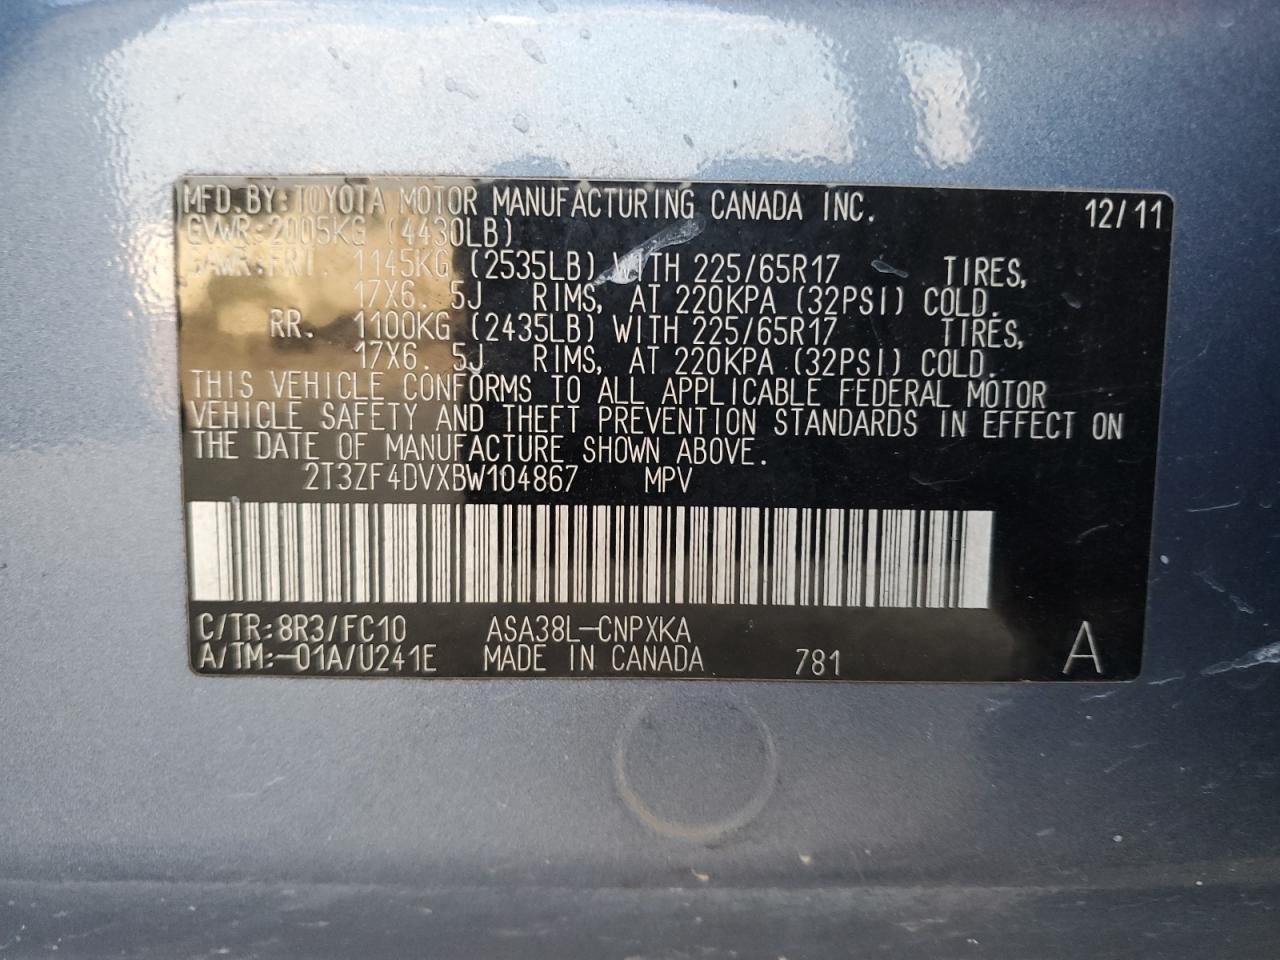 MFD.BY:TOYOTA MOTOR MANUFACTURING CANADA INC. 12/11
GVWR:2005KG (4430LB)
GAWR:FRT. 1145KG (2535LB) WITH 225/65R17 TIRES,
17X6. 5J RIMS, AT 220KPA (32PSI) COLD.
RR. 1100KG (2435LB) WITH 225/65R17 TIRES,
17X6. 5J RIMS, AT 220KPA (32PSI) COLD.
THIS VEHICLE CONFORMS TO ALL APPLICABLE FEDERAL MOTOR
VEHICLE SAFETY AND THEFT PREVENTION STANDARDS IN EFFECT ON
THE DATE OF MANUFACTURE SHOWN ABOVE.
2T3ZF4DVXBW104867 MPV
C/TR:8R3/FC10 ASA38L-CNPXKA
A/TM:-01A/U241E MADE IN CANADA 781 A